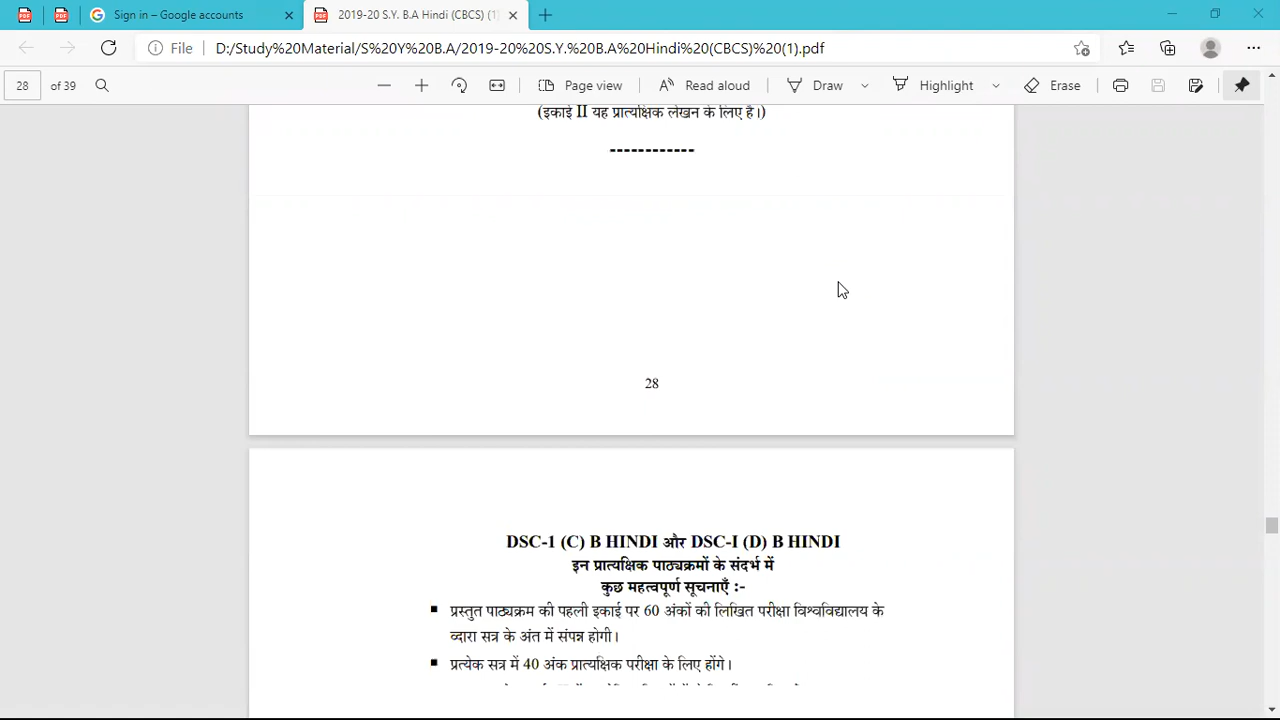 Sign in – Google accounts
2019-20 S.Y. B.A Hindi (CBCS) (1)
File D:/Study%20Material/S%20Y%20B.A/2019-20%20S.Y.%20B.A%20Hindi%20(CBCS)%20(1).pdf
28 of 39 Page view Read aloud Draw Highlight Erase
(इकाई II यह प्रात्यक्षिक लेखन के लिए है।)
------------
28
DSC-1 (C) B HINDI और DSC-I (D) B HINDI
इन प्रात्यक्षिक पाठ्यक्रमों के संदर्भ में
कुछ महत्वपूर्ण सूचनाएँ :-
▪ प्रस्तुत पाठ्यक्रम की पहली इकाई पर 60 अंकों की लिखित परीक्षा विश्वविद्यालय के
व्दारा सत्र के अंत में संपन्न होगी।
▪ प्रत्येक सत्र में 40 अंक प्रात्यक्षिक परीक्षा के लिए होंगे।